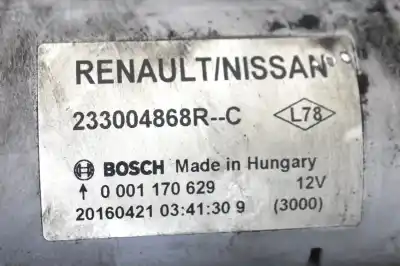 RENAULT/NISSAN
233004868R--C L78
BOSCH Made in Hungary
0 001 170 629 12V
20160421 03:41:30 9 (3000)